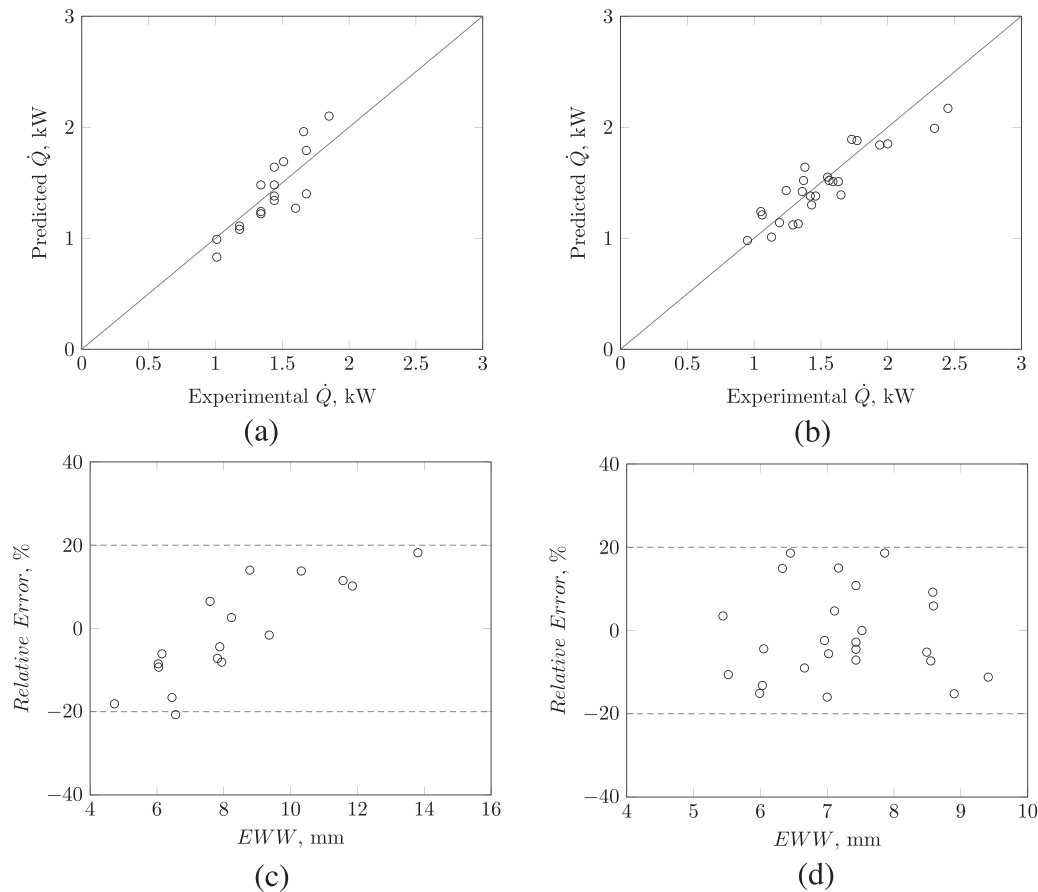 3
2
1
0
Predicted Q̇, kW
0 0.5 1 1.5 2 2.5 3
Experimental Q̇, kW
(a)
3
2
1
0
Predicted Q̇, kW
0 0.5 1 1.5 2 2.5 3
Experimental Q̇, kW
(b)
40
20
0
−20
−40
Relative Error, %
4 6 8 10 12 14 16
EWW, mm
(c)
40
20
0
−20
−40
Relative Error, %
4 5 6 7 8 9 10
EWW, mm
(d)